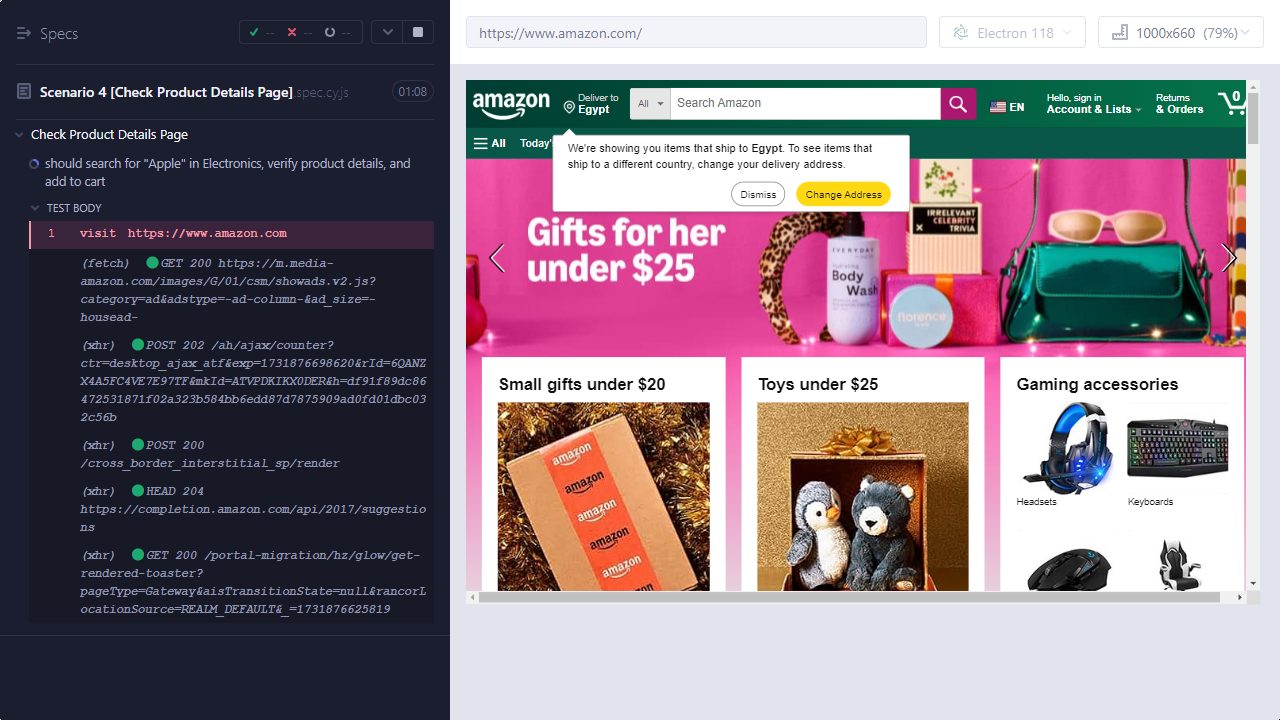 Specs
-- -- --
https://www.amazon.com/
Electron 118
1000x660 (79%)
Scenario 4 [Check Product Details Page].spec.cy.js
01:08
Check Product Details Page
should search for "Apple" in Electronics, verify product details, and
add to cart
TEST BODY
1 visit https://www.amazon.com
(fetch) GET 200 https://m.media-
amazon.com/images/G/01/csm/showads.v2.js?
category=ad&adstype=-ad-column-&ad_size=-
housead-
(xhr) POST 202 /ah/ajax/counter?
ctr=desktop_ajax_atf&exp=1731876698620&rId=6QANZ
X4A5FC4VE7E97TF&mkId=ATVPDKIKX0DER&h=df91f89dc86
472531871f02a323b584bb6edd87d7875909ad0fd01dbc03
2c56b
(xhr) POST 200
/cross_border_interstitial_sp/render
(xhr) HEAD 204
https://completion.amazon.com/api/2017/suggestio
ns
(xhr) GET 200 /portal-migration/hz/glow/get-
rendered-toaster?
pageType=Gateway&aisTransitionState=null&rancorL
ocationSource=REALM_DEFAULT&_=1731876625819
amazon
Deliver to
Egypt
All
Search Amazon
EN
Hello, sign in
Account & Lists
Returns
& Orders
0
All
Today's
We're showing you items that ship to Egypt. To see items that
ship to a different country, change your delivery address.
Dismiss
Change Address
Gifts for her
under $25
IRRELEVANT
CELEBRITY
TRIVIA
EVERYDAY
Body
Wash
florence
Small gifts under $20
Toys under $25
Gaming accessories
amazon
amazon
amazon
amazon
amazon
Headsets
Keyboards